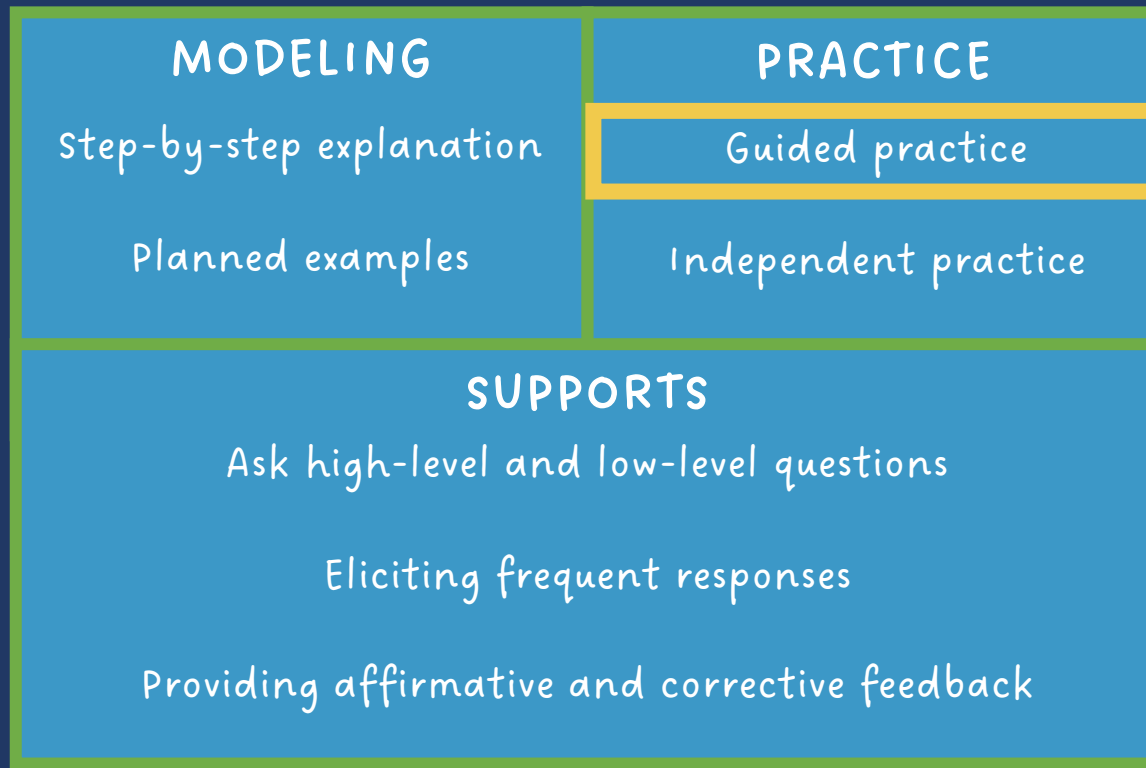 MODELING
Step-by-step explanation
Planned examples
PRACTICE
Guided practice
Independent practice
SUPPORTS
Ask high-level and low-level questions
Eliciting frequent responses
Providing affirmative and corrective feedback